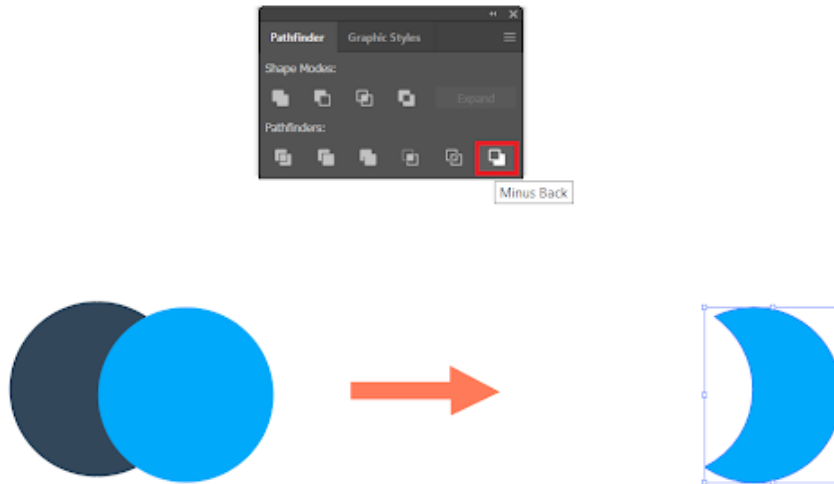 Pathfinder Graphic Styles
Shape Modes:
Expand
Pathfinders:
Minus Back